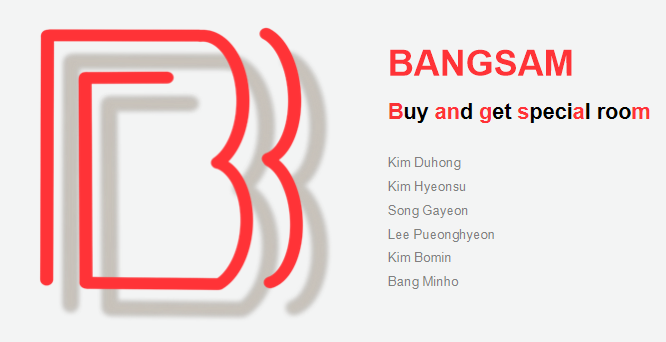 BANGSAM
Buy and get special room
Kim Duhong
Kim Hyeonsu
Song Gayeon
Lee Pueonghyeon
Kim Bomin
Bang Minho